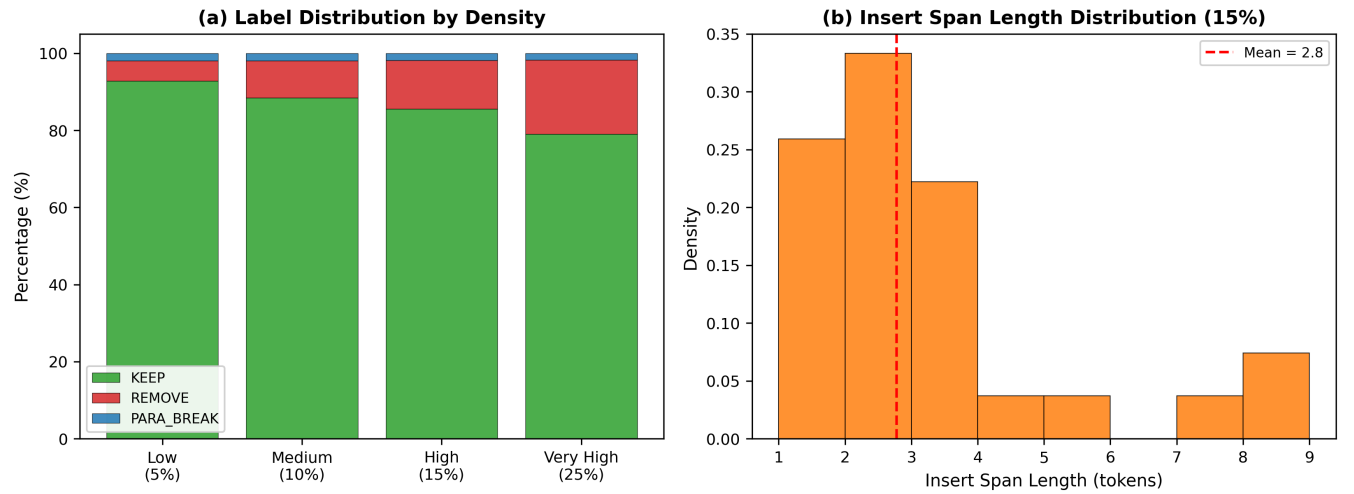 (a) Label Distribution by Density
Percentage (%)
100
80
60
40
20
0
KEEP
REMOVE
PARA_BREAK
Low
(5%)
Medium
(10%)
High
(15%)
Very High
(25%)
(b) Insert Span Length Distribution (15%)
Density
0.35
0.30
0.25
0.20
0.15
0.10
0.05
0.00
Mean = 2.8
1 2 3 4 5 6 7 8 9
Insert Span Length (tokens)